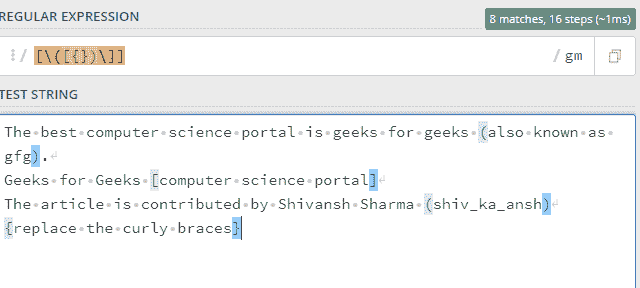 REGULAR EXPRESSION
8 matches, 16 steps (~1ms)
/ [\([{})\]] / gm
TEST STRING
The best computer science portal is geeks for geeks (also known as
gfg).
Geeks for Geeks [computer science portal]
The article is contributed by Shivansh Sharma (shiv_ka_ansh)
{replace the curly braces}